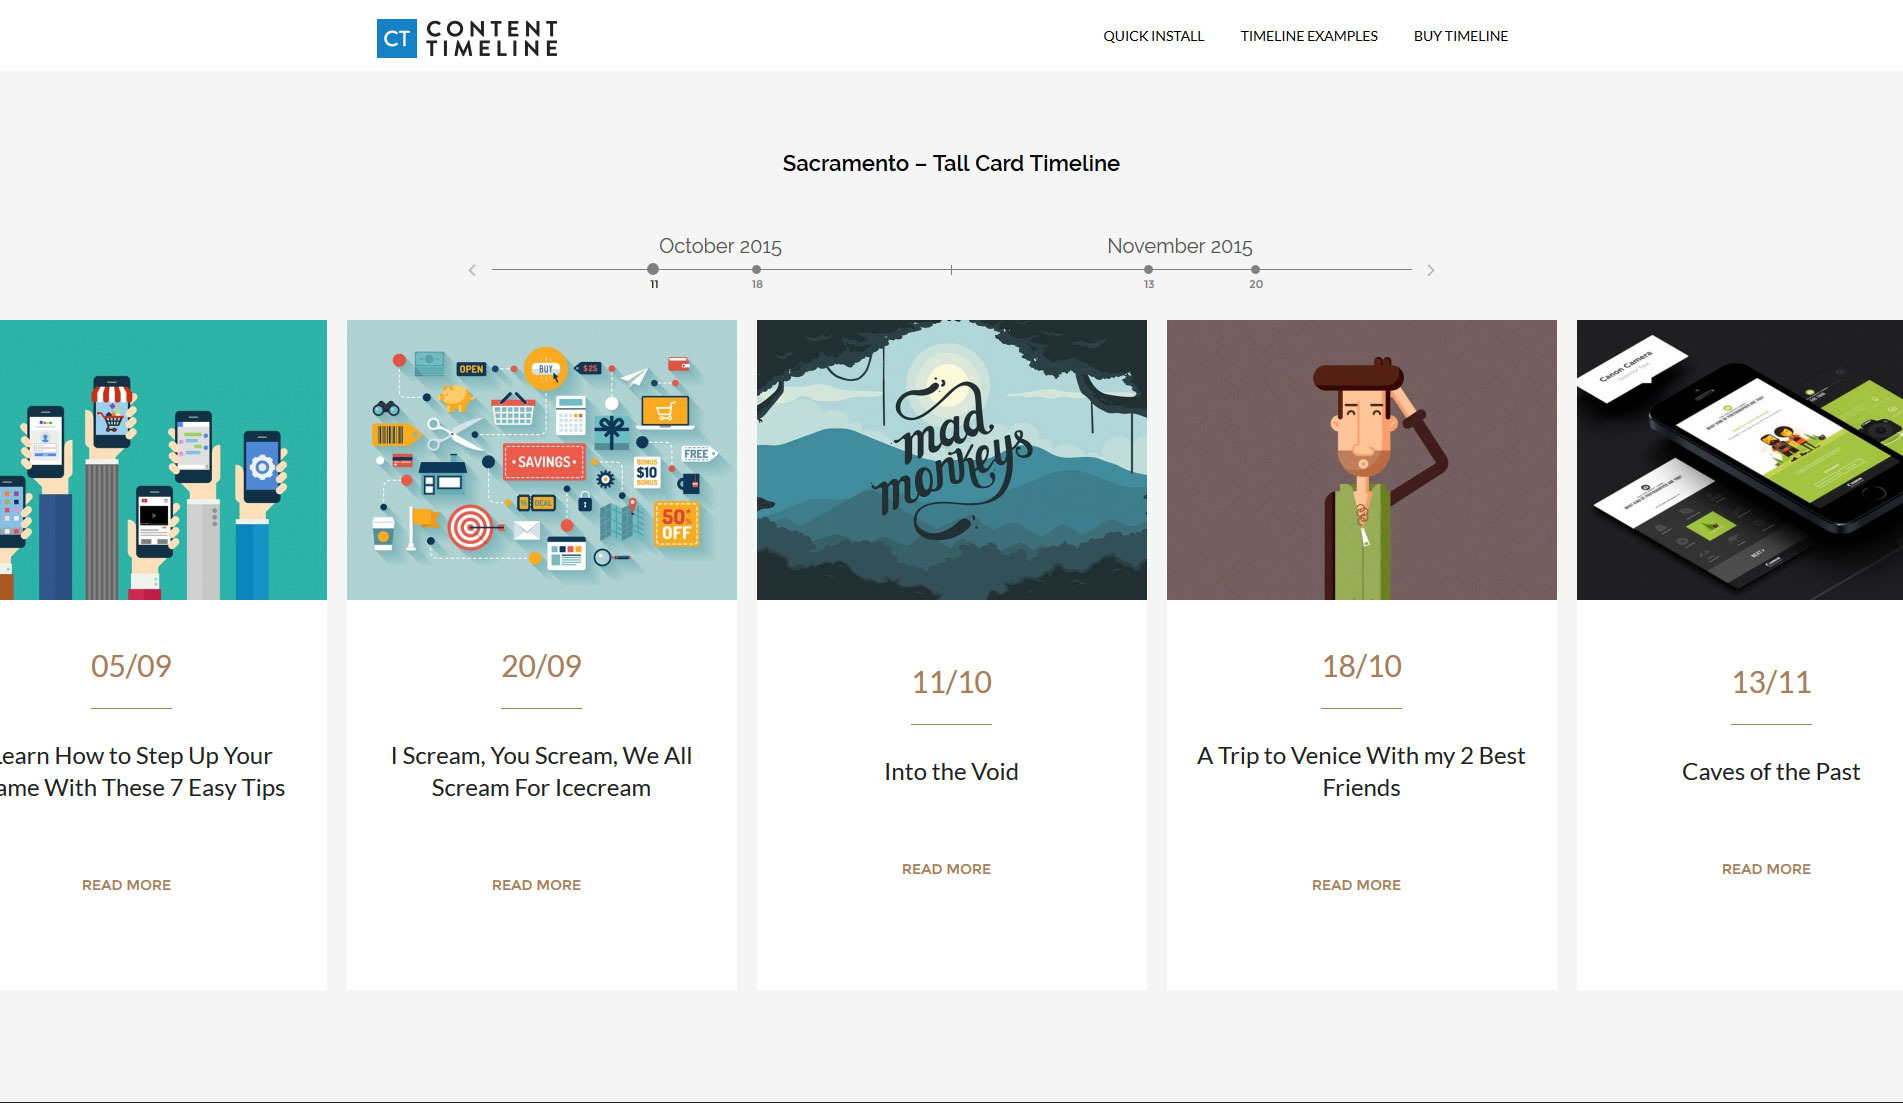 CT CONTENT
TIMELINE
QUICK INSTALL
TIMELINE EXAMPLES
BUY TIMELINE
Sacramento – Tall Card Timeline
October 2015
November 2015
11
18
13
20
OPEN
BUY
$25
SAVINGS
FREE
BONUS
$10
BONUS
% DEAL
50%
OFF
mad
monkeys
Canon Camera
05/09
earn How to Step Up Your
ame With These 7 Easy Tips
READ MORE
20/09
I Scream, You Scream, We All
Scream For Icecream
READ MORE
11/10
Into the Void
READ MORE
18/10
A Trip to Venice With my 2 Best
Friends
READ MORE
13/11
Caves of the Past
READ MORE